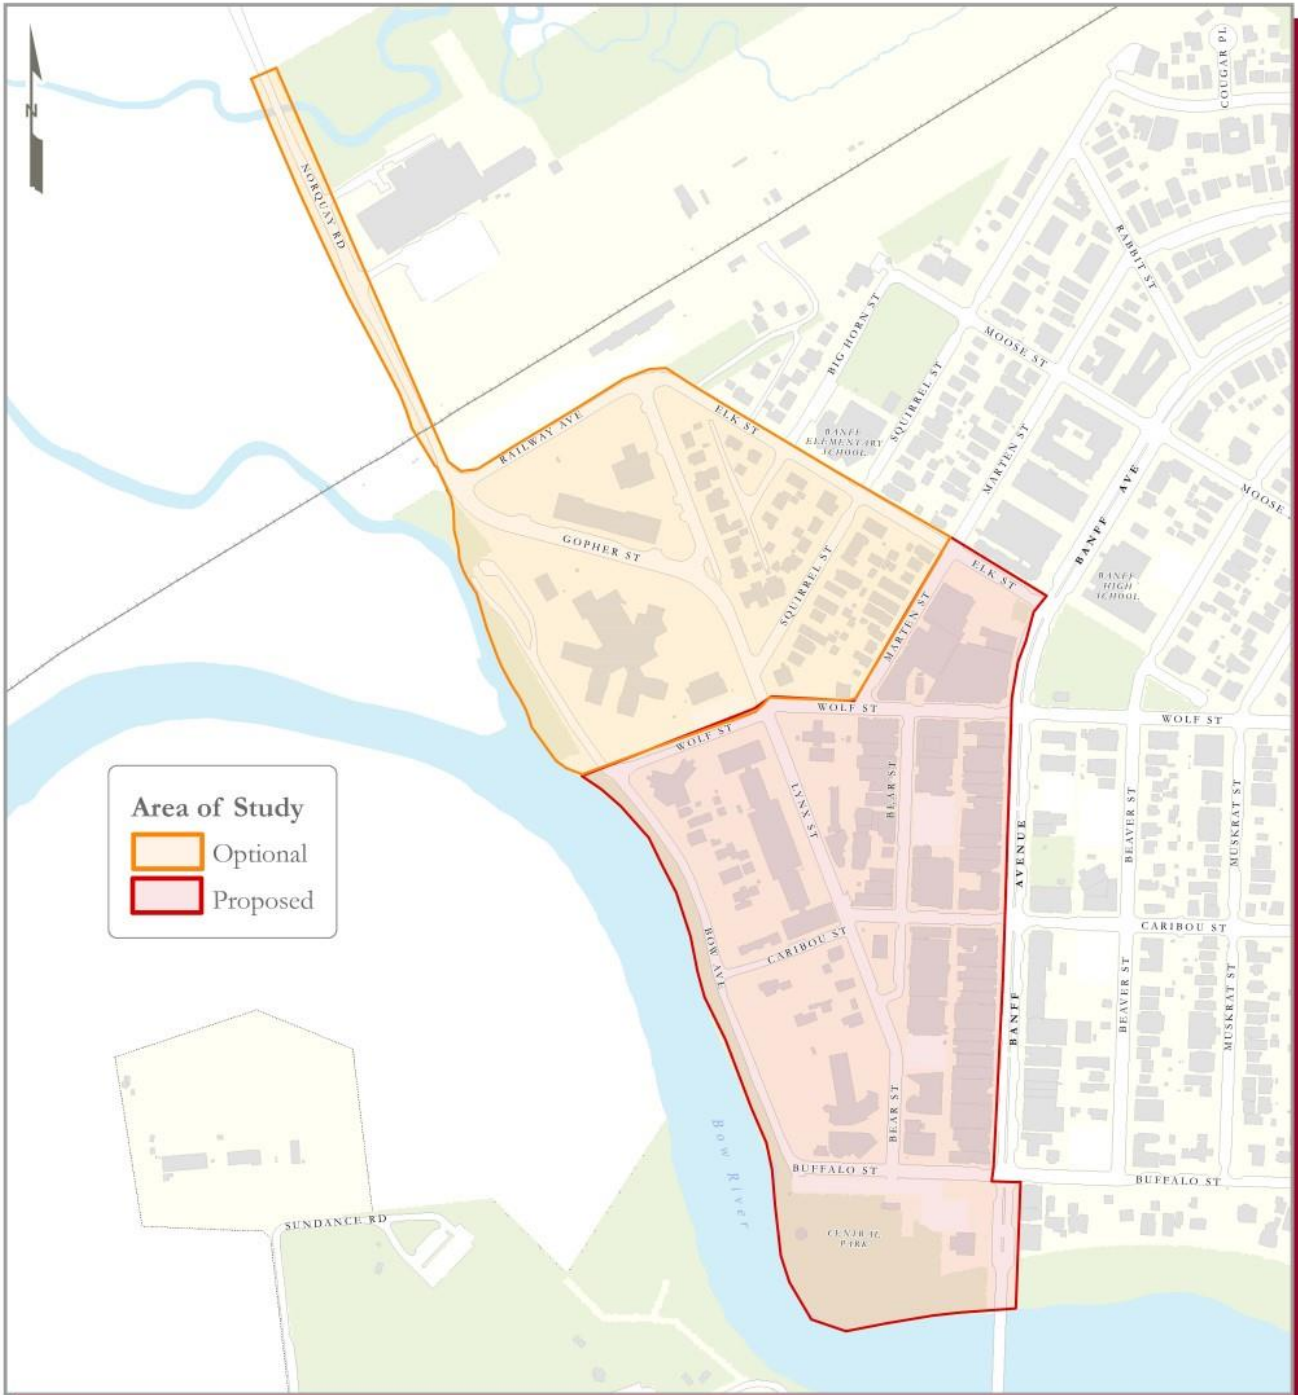 COUGAR PL
N
NORQUAY RD
RABBIT ST
BIG HORN ST
MOOSE ST
SQUIRREL ST
ELK ST
RAILWAY AVE
BANFF
ELEMENTARY
SCHOOL
MARTEN ST
BANFF AVE
MOOSE
GOPHER ST
SQUIRREL ST
ELK ST
BANFF
HIGH
SCHOOL
MARTEN ST
WOLF ST
WOLF ST
WOLF ST
BEAR ST
LYNX ST
Area of Study
Optional
Proposed
AVENUE
BEAVER ST
MUSKRAT ST
CARIBOU ST
CARIBOU ST
BOW AVE
BANFF
BEAVER ST
MUSKRAT ST
BEAR ST
Bow River
BUFFALO ST
BUFFALO ST
SUNDANCE RD
CENTRAL
PARK